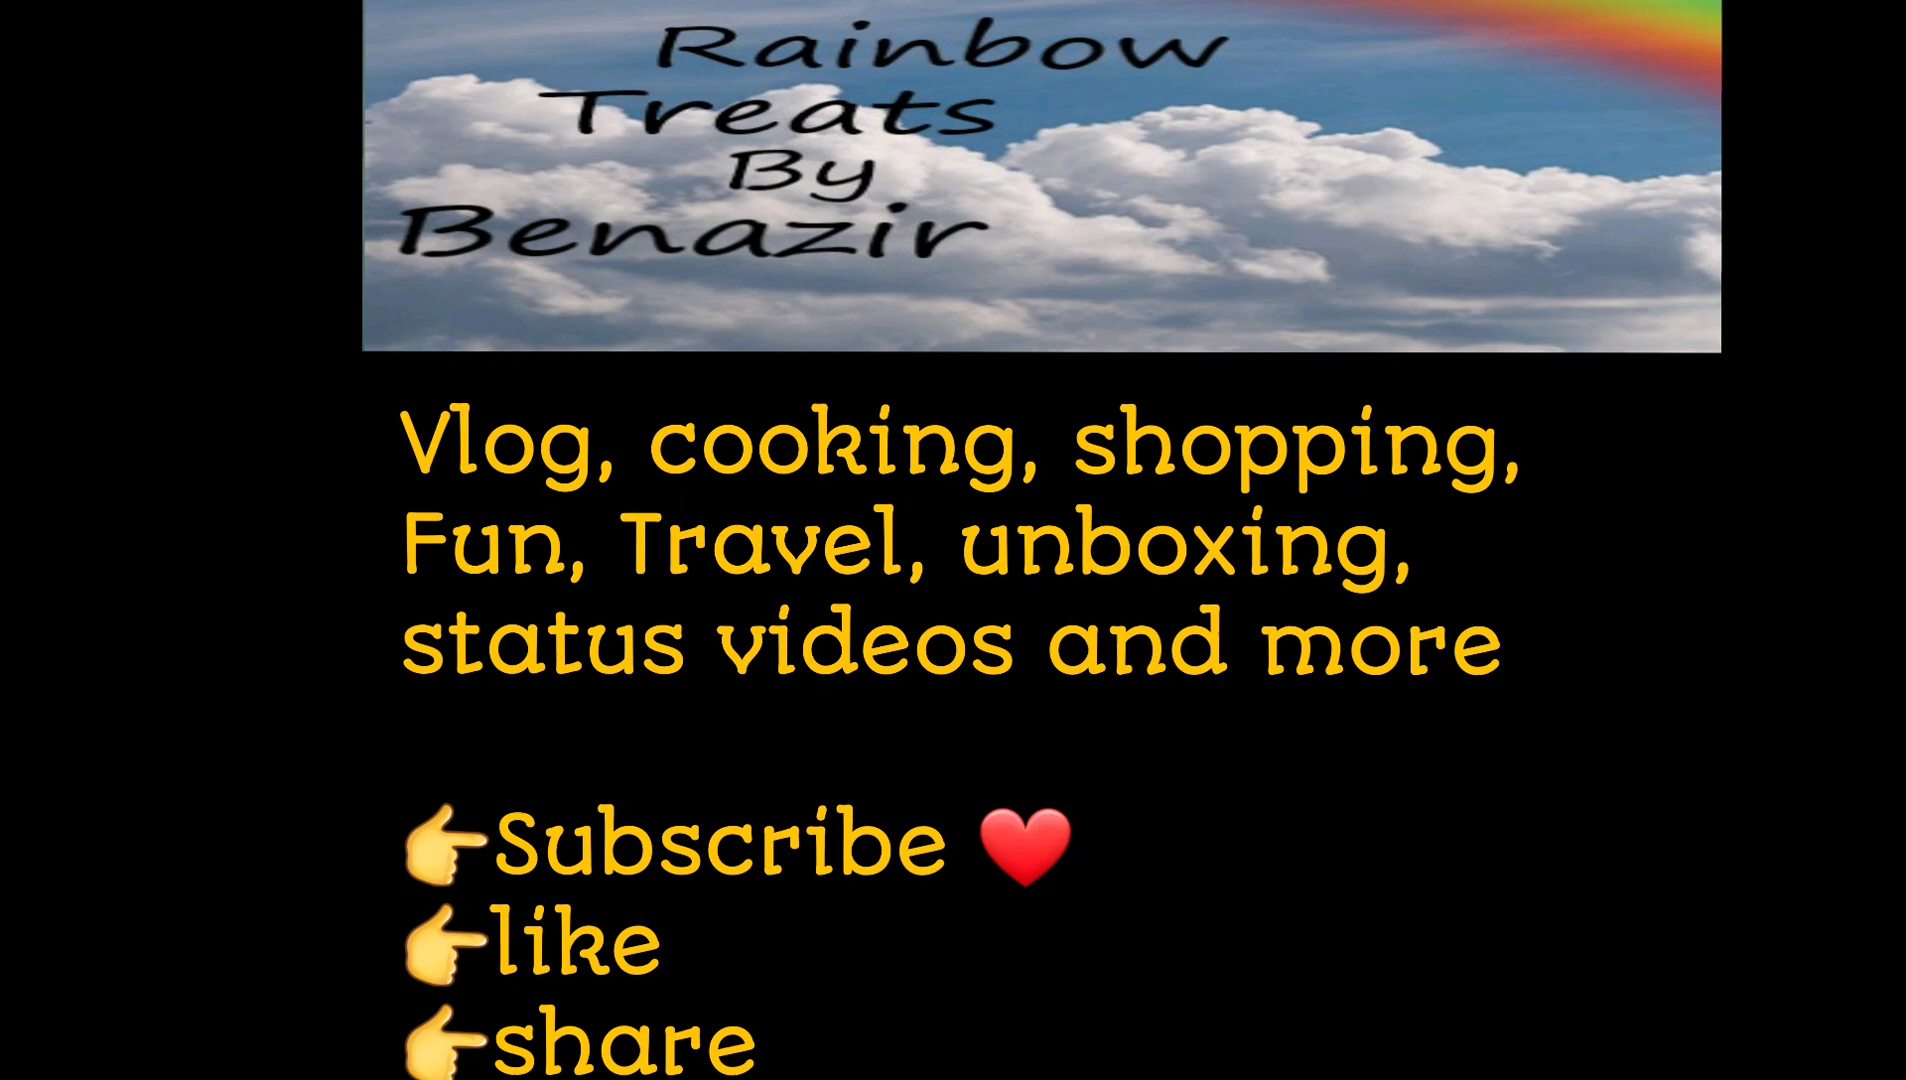 Rainbow
Treats
By
Benazir
Vlog, cooking, shopping,
Fun, Travel, unboxing,
status videos and more
👉Subscribe ❤️
👉like
👉share